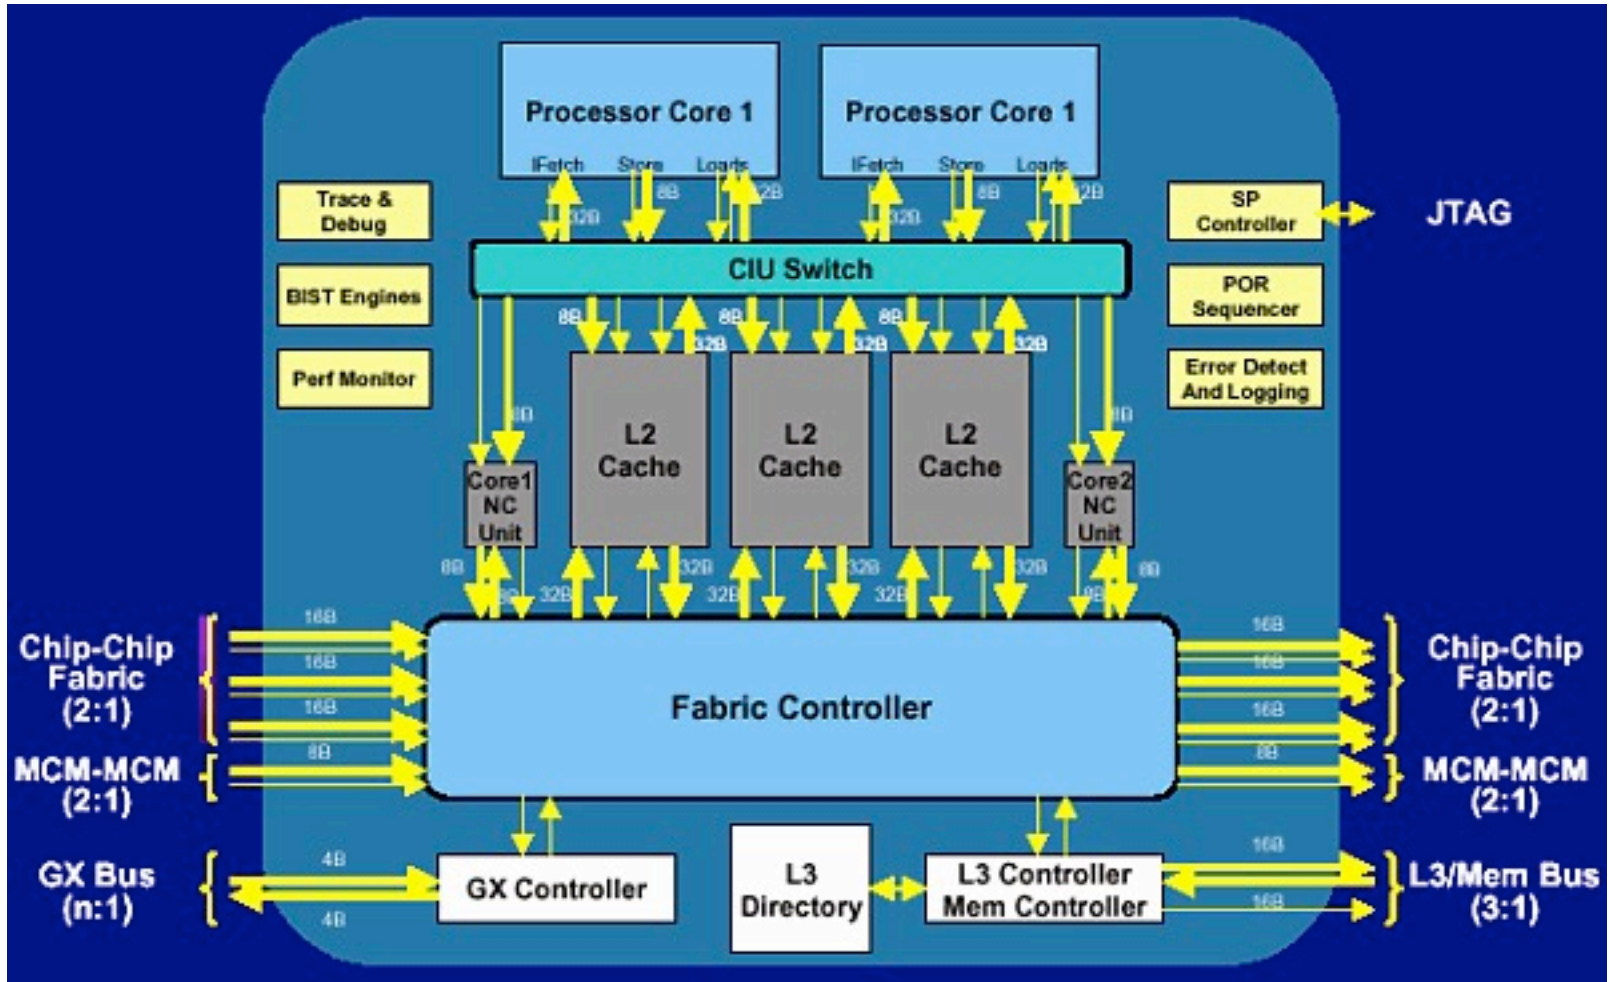 Processor Core 1
IFetch Store Loads
Processor Core 1
IFetch Store Loads
8B
32B
32B
8B
32B
32B
Trace &
Debug
BIST Engines
Perf Monitor
SP
Controller
JTAG
POR
Sequencer
Error Detect
And Logging
CIU Switch
8B
32B
8B
32B
8B
32B
8B
8B
L2
Cache
L2
Cache
L2
Cache
Core1
NC
Unit
Core2
NC
Unit
8B
8B
32B
32B
32B
32B
32B
32B
8B
8B
Chip-Chip
Fabric
(2:1)
16B
16B
16B
MCM-MCM
(2:1)
8B
Fabric Controller
16B
16B
16B
Chip-Chip
Fabric
(2:1)
8B
MCM-MCM
(2:1)
GX Bus
(n:1)
4B
4B
GX Controller
L3
Directory
L3 Controller
Mem Controller
16B
16B
L3/Mem Bus
(3:1)